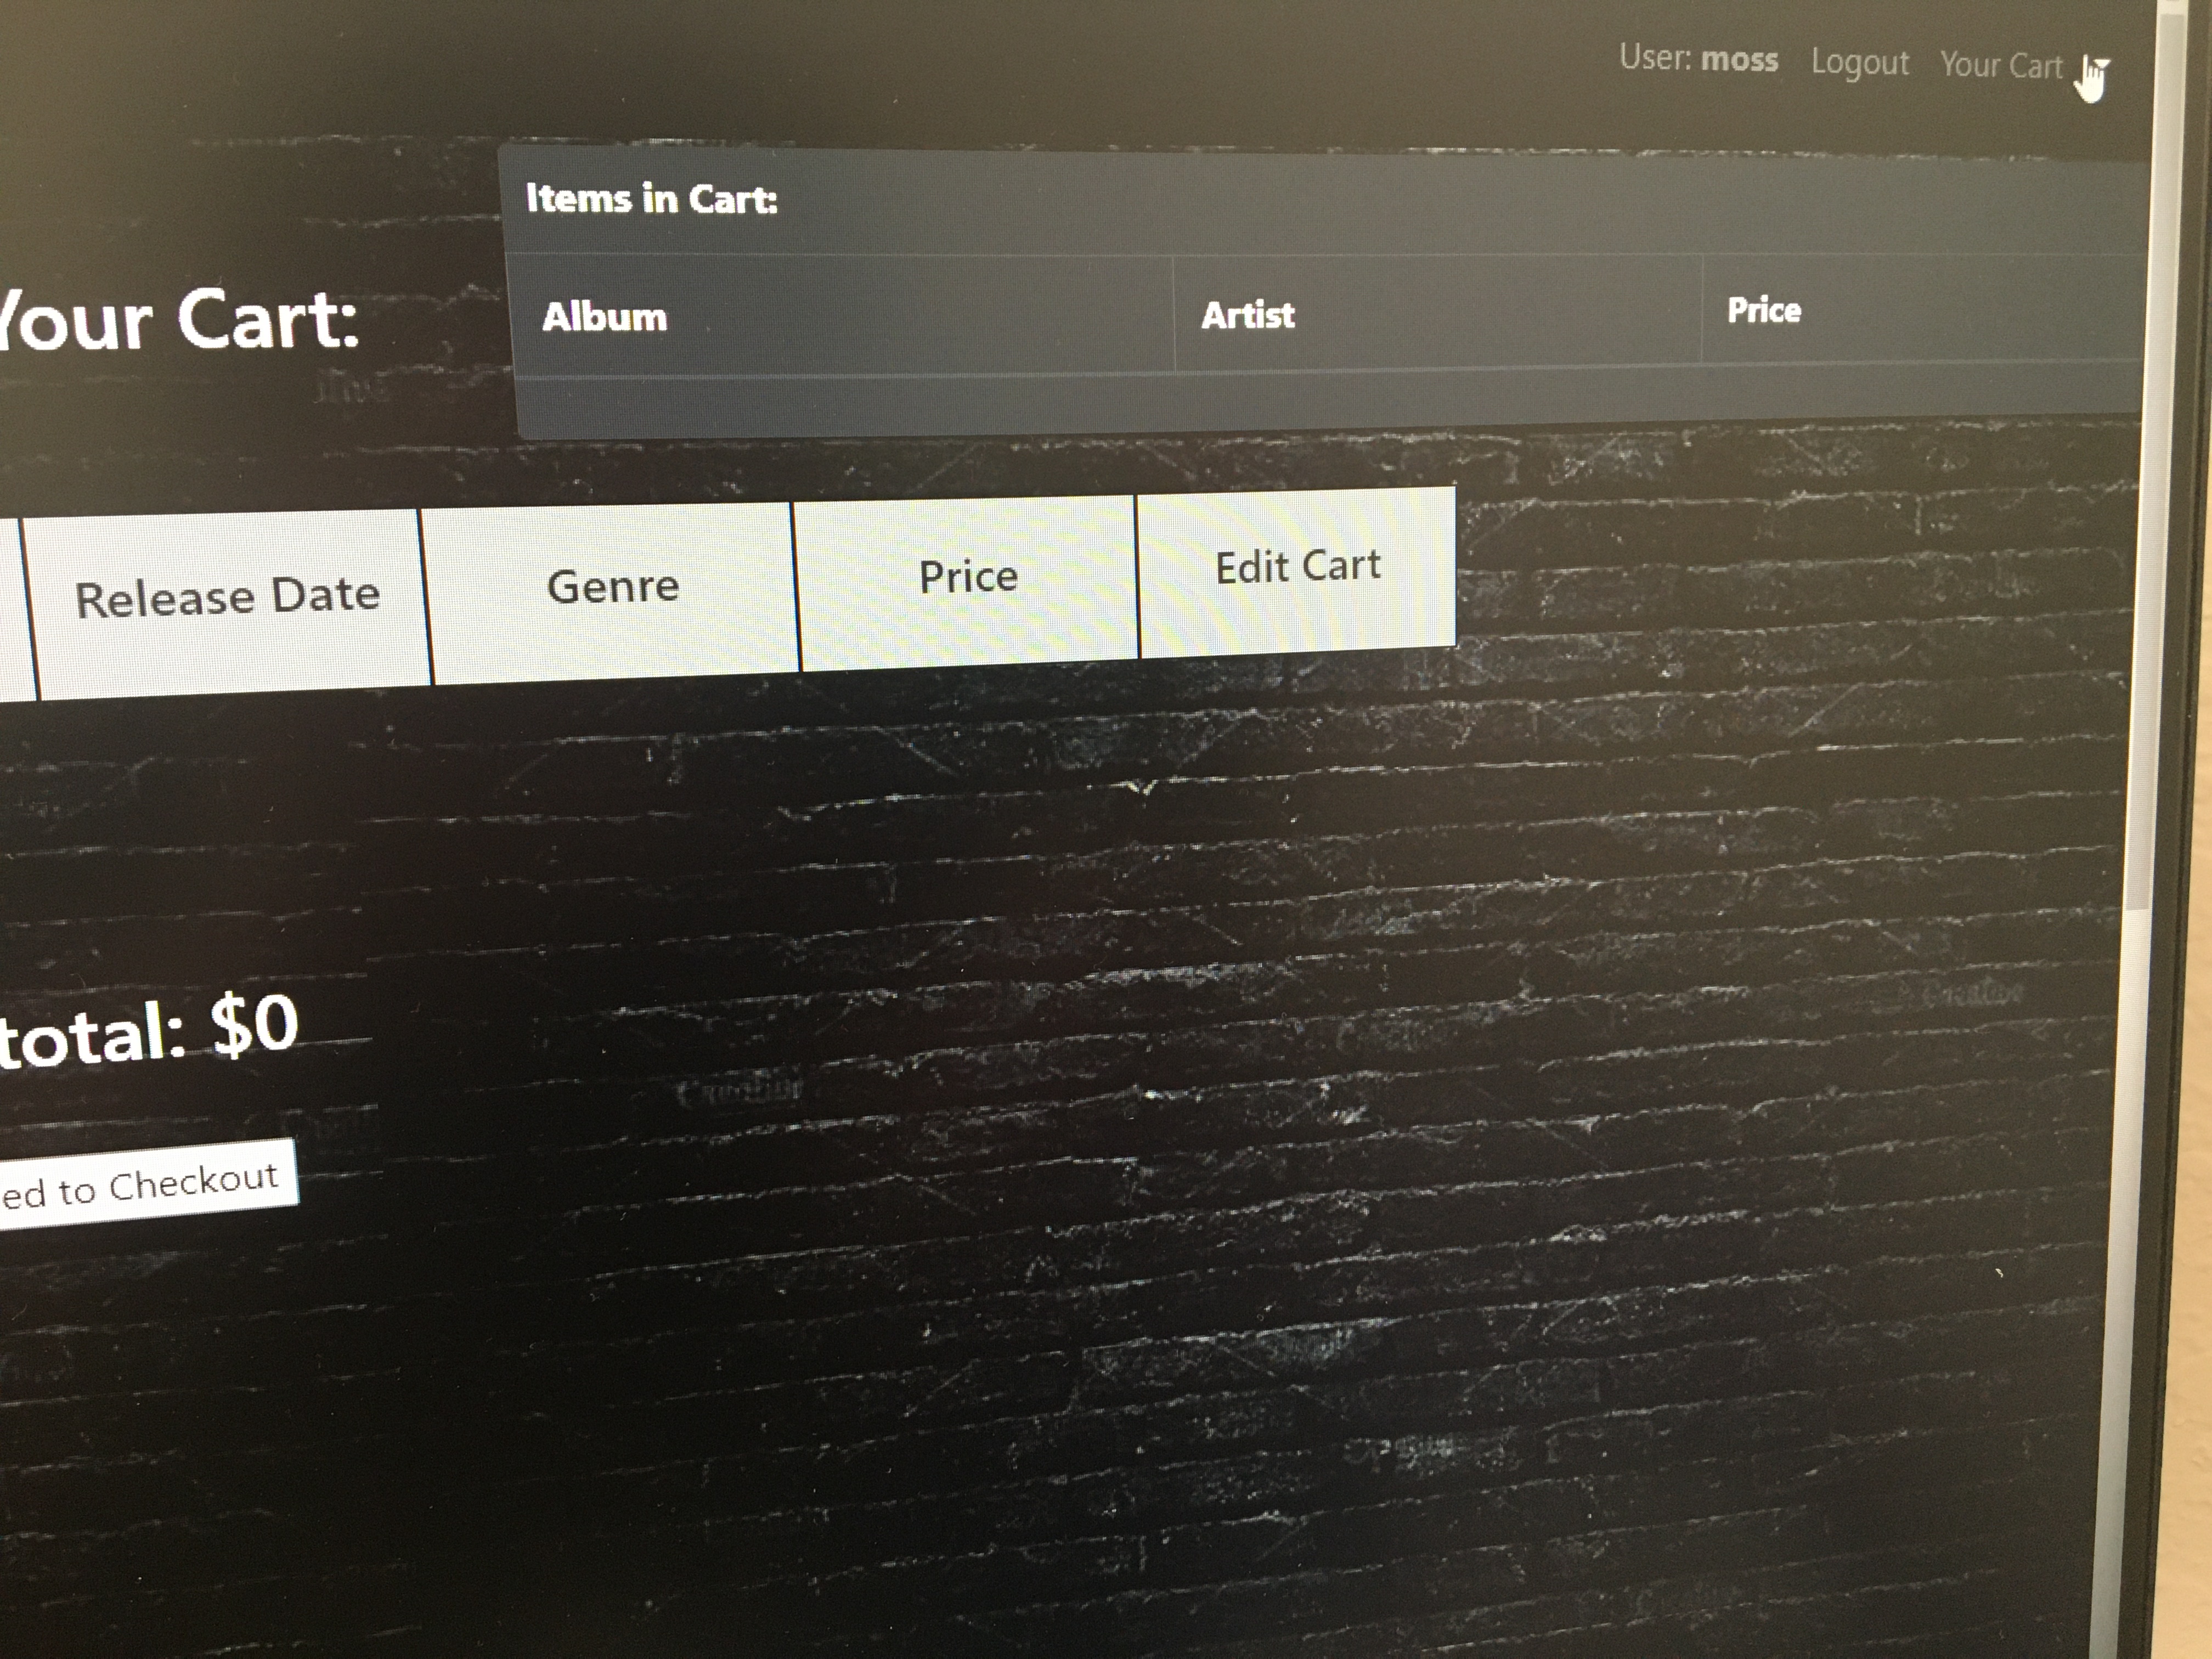 User: moss Logout Your Cart
Items in Cart:
Your Cart:
Album Artist Price
Release Date Genre Price Edit Cart
total: $0
ed to Checkout